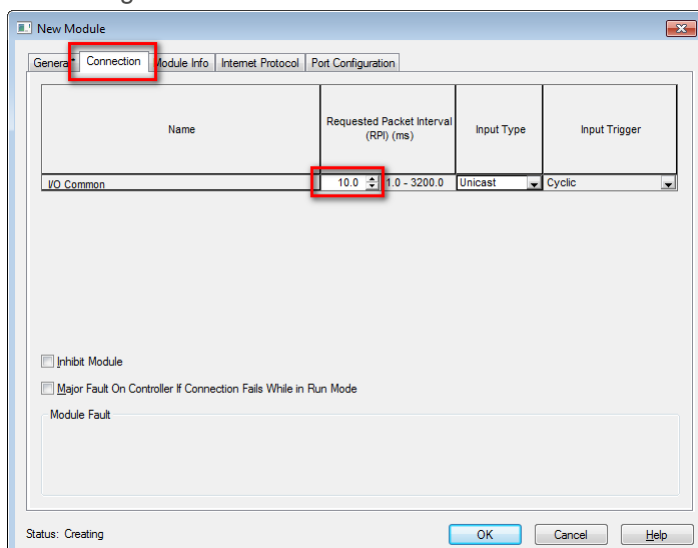 New Module
General* Connection Module Info Internet Protocol Port Configuration
Name
Requested Packet Interval
(RPI) (ms)
Input Type
Input Trigger
I/O Common 10.0 1.0 - 3200.0 Unicast Cyclic
Inhibit Module
Major Fault On Controller If Connection Fails While in Run Mode
Module Fault
Status: Creating OK Cancel Help